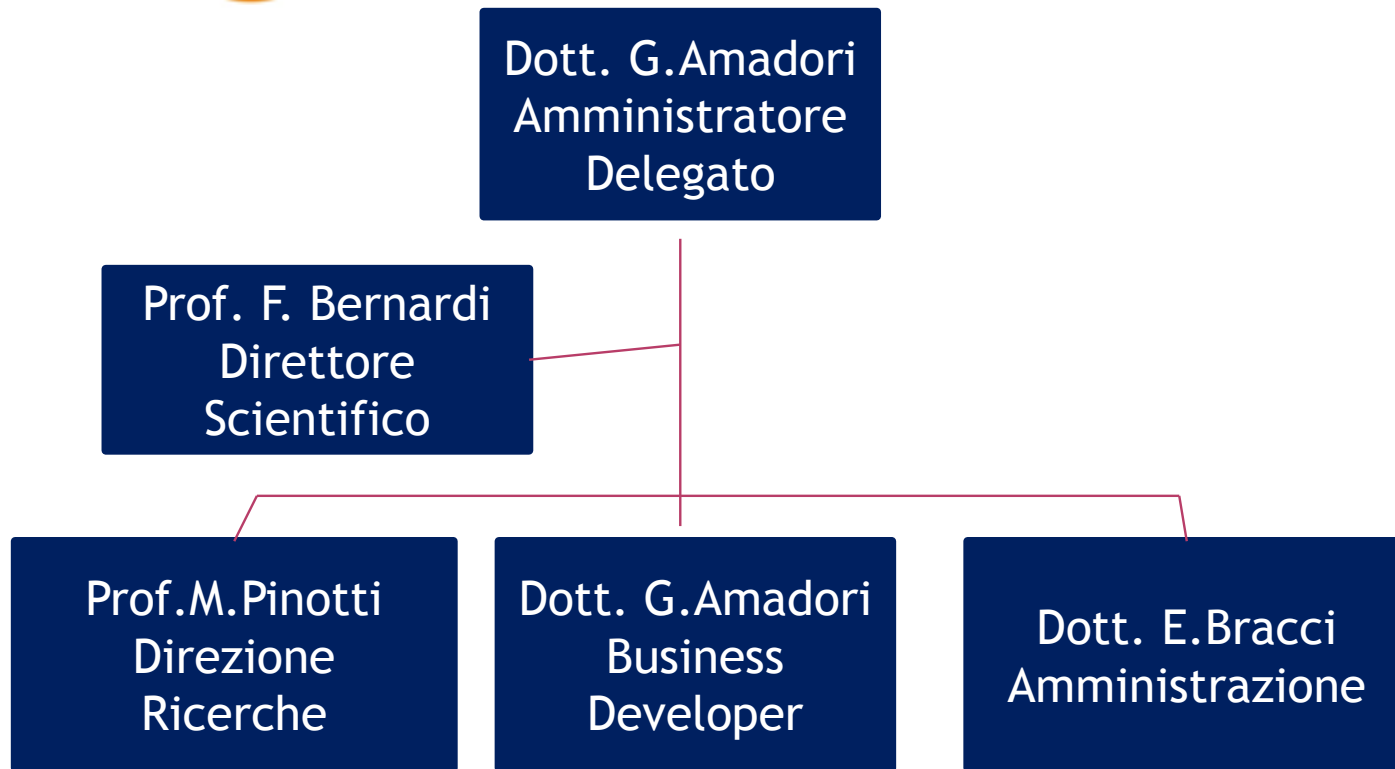 Dott. G.Amadori
Amministratore
Delegato
Prof. F. Bernardi
Direttore
Scientifico
Prof.M.Pinotti
Direzione
Ricerche
Dott. G.Amadori
Business
Developer
Dott. E.Bracci
Amministrazione